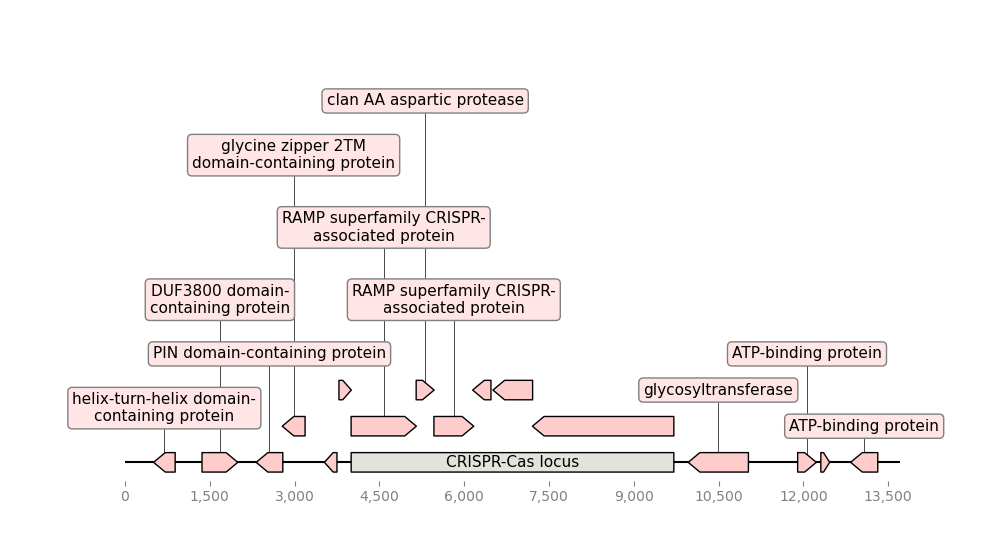 clan AA aspartic protease
glycine zipper 2TM
domain-containing protein
RAMP superfamily CRISPR-
associated protein
DUF3800 domain-
containing protein
RAMP superfamily CRISPR-
associated protein
PIN domain-containing protein
ATP-binding protein
helix-turn-helix domain-
containing protein
glycosyltransferase
ATP-binding protein
CRISPR-Cas locus
0 1,500 3,000 4,500 6,000 7,500 9,000 10,500 12,000 13,500